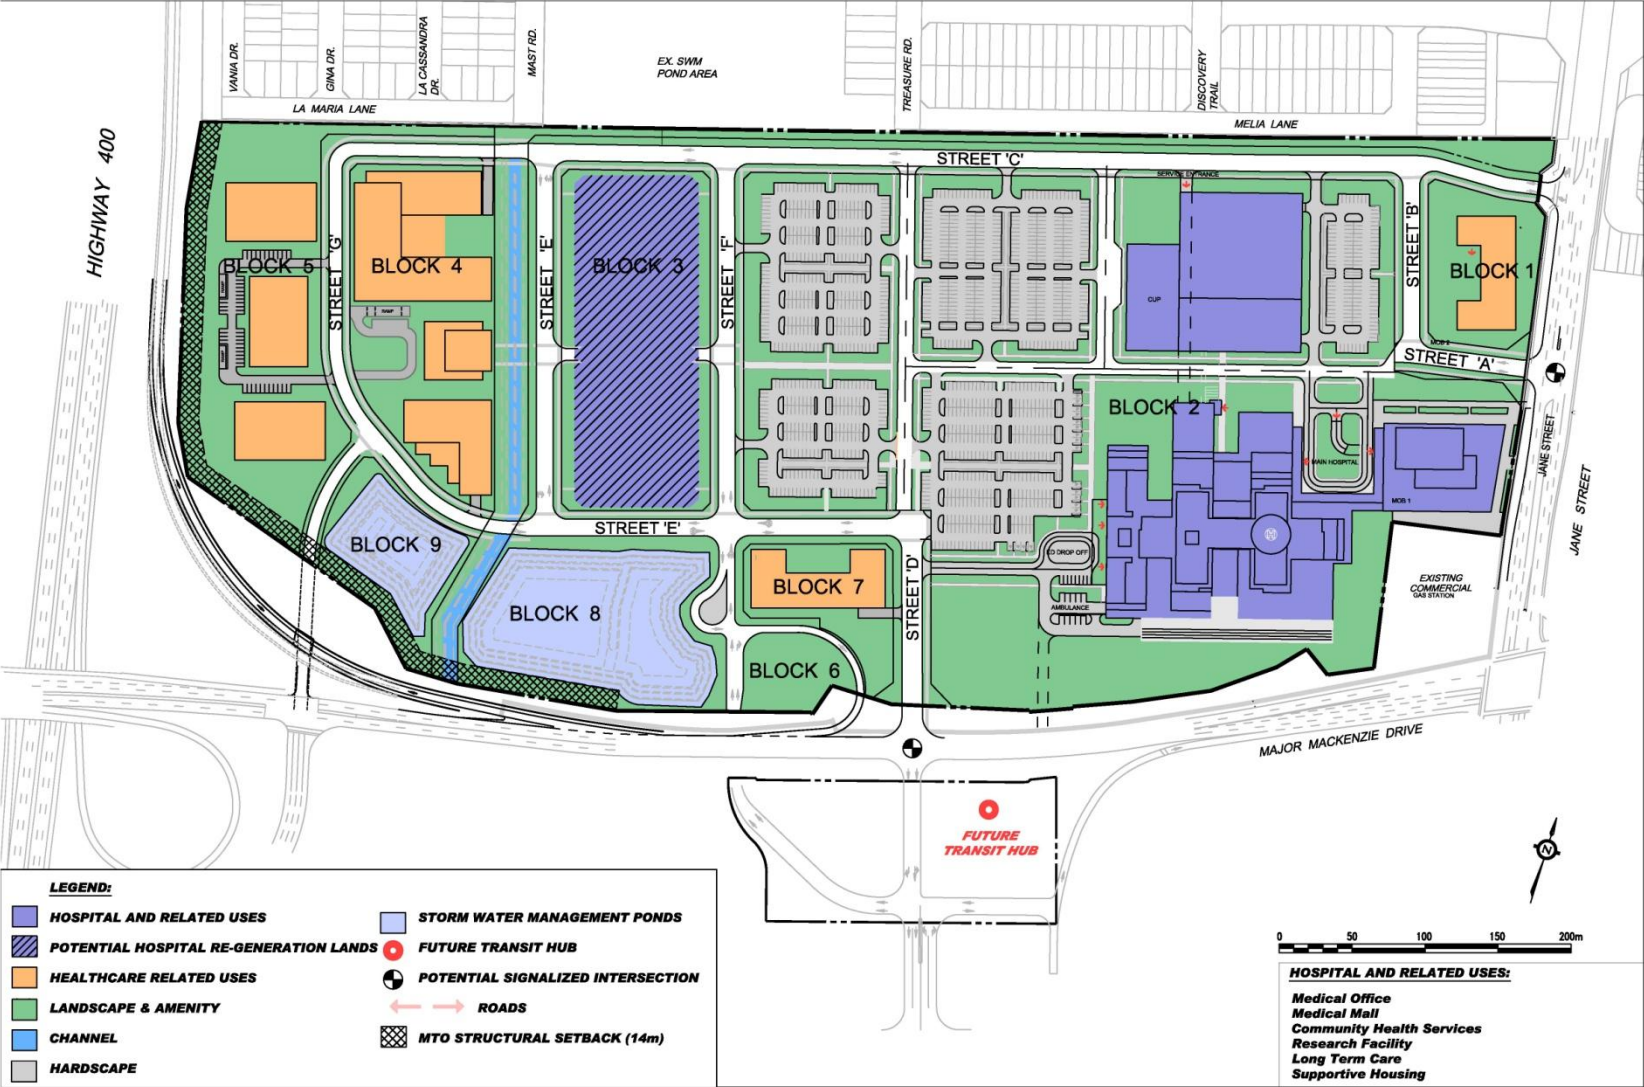 VANIA DR.
GINA DR.
LA CASSANDRA
DR.
MAST RD.
EX. SWM
POND AREA
TREASURE RD.
DISCOVERY
TRAIL
LA MARIA LANE
MELIA LANE
HIGHWAY 400
STREET 'C'
SERVICE ENTRANCE
BLOCK 5
STREET 'G'
BLOCK 4
STREET 'E'
BLOCK 3
STREET 'F'
CUP
STREET 'B'
BLOCK 1
RAMP
MOB 2
STREET 'A'
BLOCK 2
MAIN HOSPITAL
MOB 1
JANE STREET
JANE STREET
STREET 'E'
BLOCK 9
H
ED DROP OFF
BLOCK 8
BLOCK 7
STREET 'D'
AMBULANCE
EXISTING
COMMERCIAL
GAS STATION
BLOCK 6
MAJOR MACKENZIE DRIVE
FUTURE
TRANSIT HUB
N
LEGEND:
HOSPITAL AND RELATED USES
POTENTIAL HOSPITAL RE-GENERATION LANDS
HEALTHCARE RELATED USES
LANDSCAPE & AMENITY
CHANNEL
HARDSCAPE
STORM WATER MANAGEMENT PONDS
FUTURE TRANSIT HUB
POTENTIAL SIGNALIZED INTERSECTION
ROADS
MTO STRUCTURAL SETBACK (14m)
0 50 100 150 200m
HOSPITAL AND RELATED USES:
Medical Office
Medical Mall
Community Health Services
Research Facility
Long Term Care
Supportive Housing